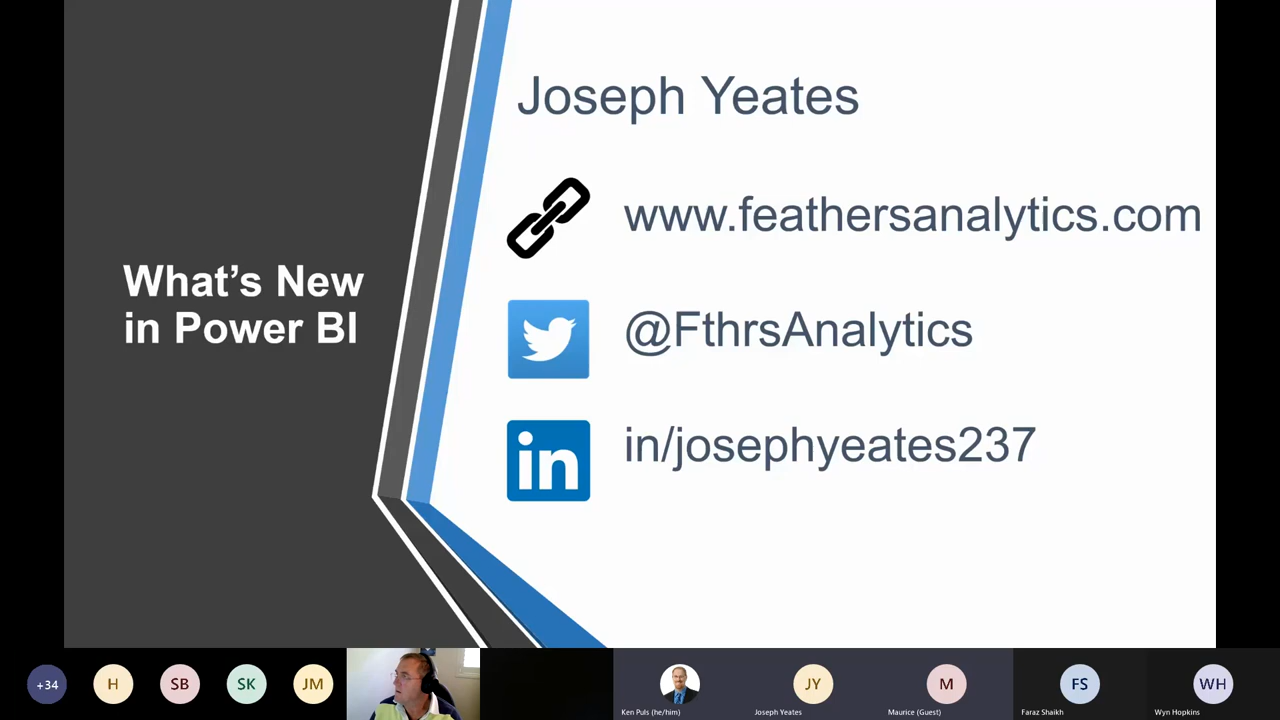 Joseph Yeates
www.feathersanalytics.com
What's New
in Power BI
@FthrsAnalytics
in
in/josephyeates237
+34
H
SB
SK
JM
Ken Puls (he/him)
JY
Joseph Yeates
M
Maurice (Guest)
FS
Faraz Shaikh
WH
Wyn Hopkins